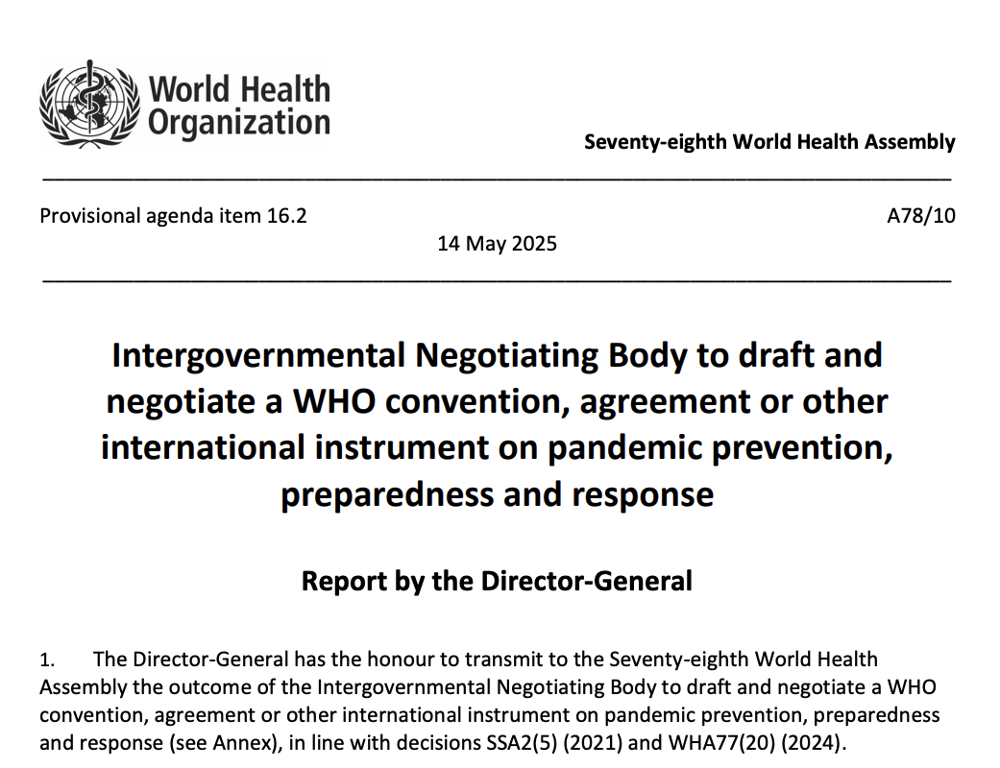 World Health
Organization
Seventy-eighth World Health Assembly
Provisional agenda item 16.2
A78/10
14 May 2025
Intergovernmental Negotiating Body to draft and
negotiate a WHO convention, agreement or other
international instrument on pandemic prevention,
preparedness and response
Report by the Director-General
1. The Director-General has the honour to transmit to the Seventy-eighth World Health
Assembly the outcome of the Intergovernmental Negotiating Body to draft and negotiate a WHO
convention, agreement or other international instrument on pandemic prevention, preparedness
and response (see Annex), in line with decisions SSA2(5) (2021) and WHA77(20) (2024).